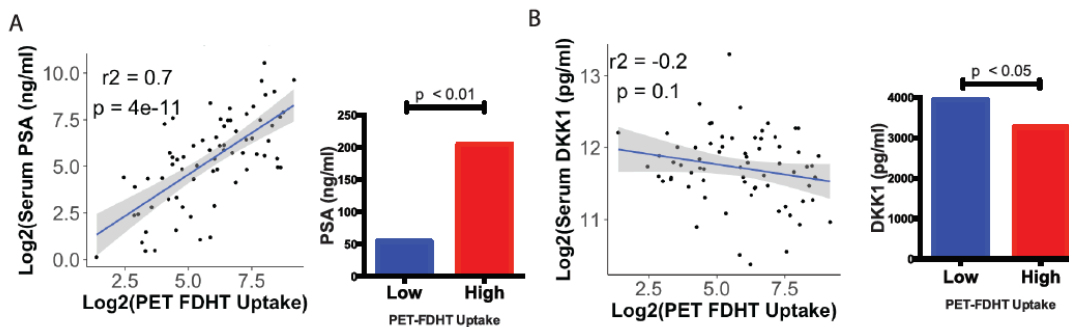 A
Log2(Serum PSA (ng/ml)
10.0
7.5
5.0
2.5
0.0
r2 = 0.7
p = 4e-11
2.5 5.0 7.5
Log2(PET FDHT Uptake)
p < 0.01
PSA (ng/ml)
250
200
150
100
50
0
Low High
PET-FDHT Uptake
B
Log2(Serum DKK1 (pg/ml)
13
12
11
r2 = -0.2
p = 0.1
2.5 5.0 7.5
Log2(PET FDHT Uptake)
p < 0.05
DKK1 (pg/ml)
4000
3000
2000
1000
0
Low High
PET-FDHT Uptake